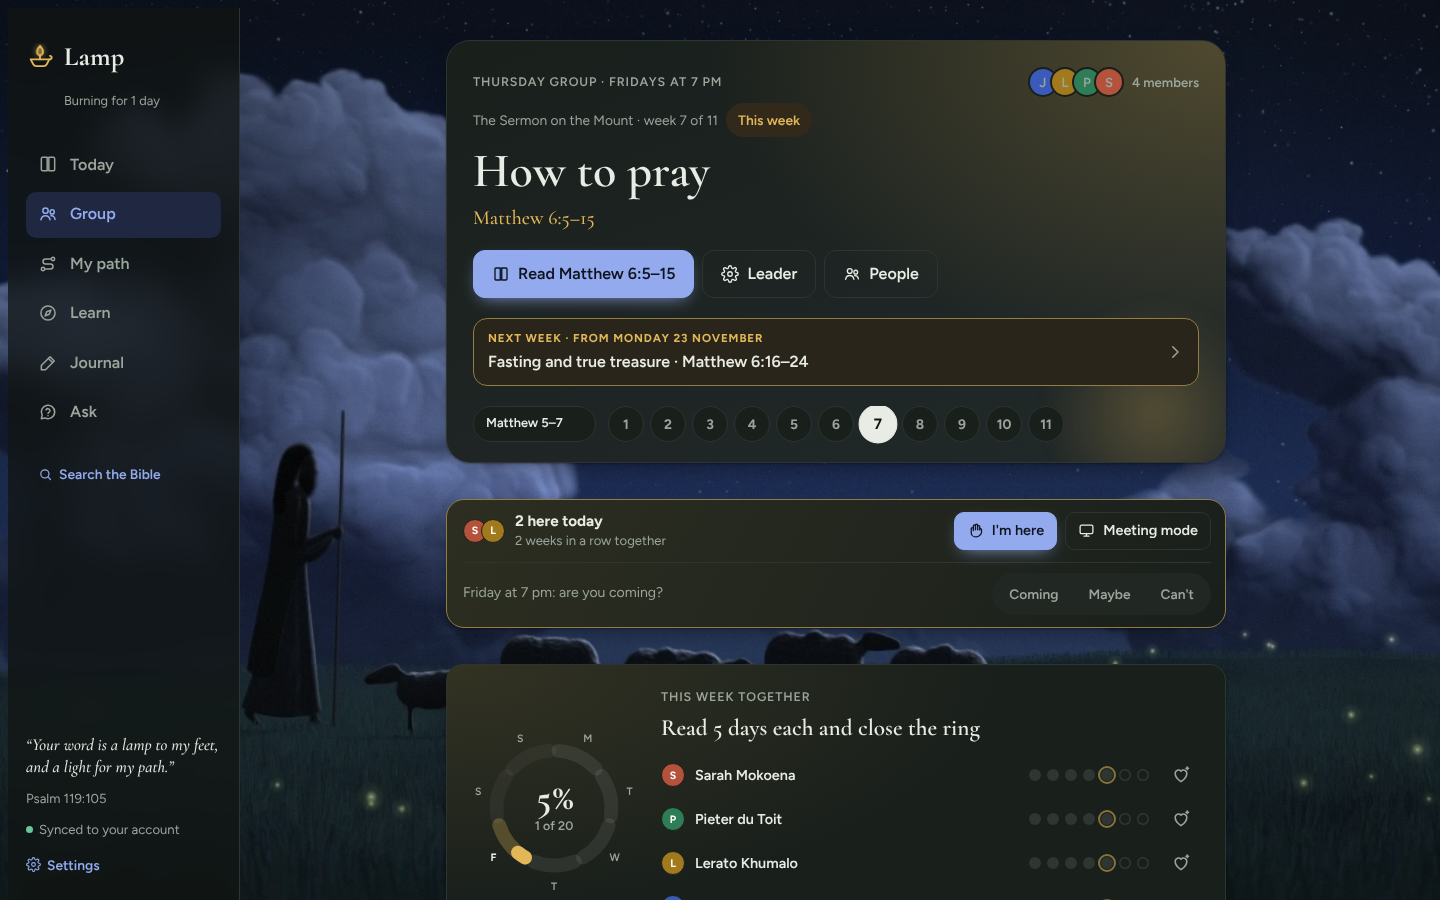 Lamp
Burning for 1 day
Today
Group
My path
Learn
Journal
Ask
Search the Bible
“Your word is a lamp to my feet,
and a light for my path.”
Psalm 119:105
Synced to your account
Settings
THURSDAY GROUP · FRIDAYS AT 7 PM
J L P S 4 members
The Sermon on the Mount · week 7 of 11 This week
How to pray
Matthew 6:5–15
Read Matthew 6:5–15 Leader People
NEXT WEEK · FROM MONDAY 23 NOVEMBER
Fasting and true treasure · Matthew 6:16–24
Matthew 5–7 1 2 3 4 5 6 7 8 9 10 11
S L 2 here today
2 weeks in a row together
I'm here Meeting mode
Friday at 7 pm: are you coming? Coming Maybe Can't
THIS WEEK TOGETHER
Read 5 days each and close the ring
S M
S T
5%
1 of 20
F W
T
S Sarah Mokoena
P Pieter du Toit
L Lerato Khumalo